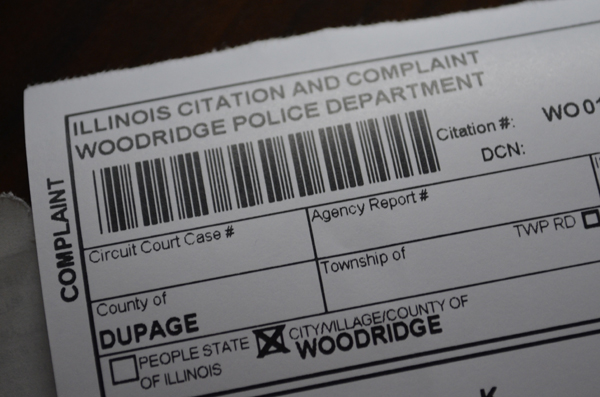 ILLINOIS CITATION AND COMPLAINT
WOODRIDGE POLICE DEPARTMENT
COMPLAINT
Citation #: WO01
DCN:
Circuit Court Case #
Agency Report #
County of
DUPAGE
Township of
TWP RD
PEOPLE STATE
OF ILLINOIS
CITY/VILLAGE/COUNTY OF
WOODRIDGE